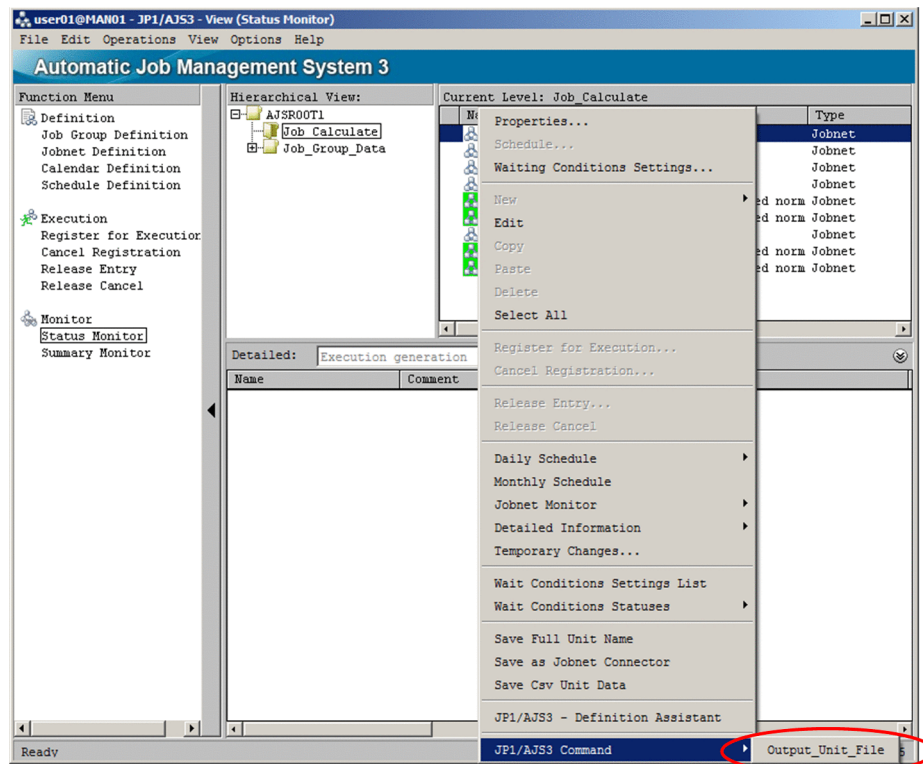 user01@MAN01 - JP1/AJS3 - View (Status Monitor)
File Edit Operations View Options Help
Automatic Job Management System 3
Function Menu
Definition
Job Group Definition
Jobnet Definition
Calendar Definition
Schedule Definition
Execution
Register for Execution
Cancel Registration
Release Entry
Release Cancel
Monitor
Status Monitor
Summary Monitor
Hierarchical View:
AJSROOT1
Job_Calculate
Job_Group_Data
Current Level: Job_Calculate
Type
Jobnet
Jobnet
Jobnet
Jobnet
ed norm Jobnet
ed norm Jobnet
Jobnet
ed norm Jobnet
ed norm Jobnet
Detailed: Execution generation
Name Comment
Properties...
Schedule...
Waiting Conditions Settings...
New
Edit
Copy
Paste
Delete
Select All
Register for Execution...
Cancel Registration...
Release Entry...
Release Cancel
Daily Schedule
Monthly Schedule
Jobnet Monitor
Detailed Information
Temporary Changes...
Wait Conditions Settings List
Wait Conditions Statuses
Save Full Unit Name
Save as Jobnet Connector
Save Csv Unit Data
JP1/AJS3 - Definition Assistant
JP1/AJS3 Command
Output_Unit_File
Ready